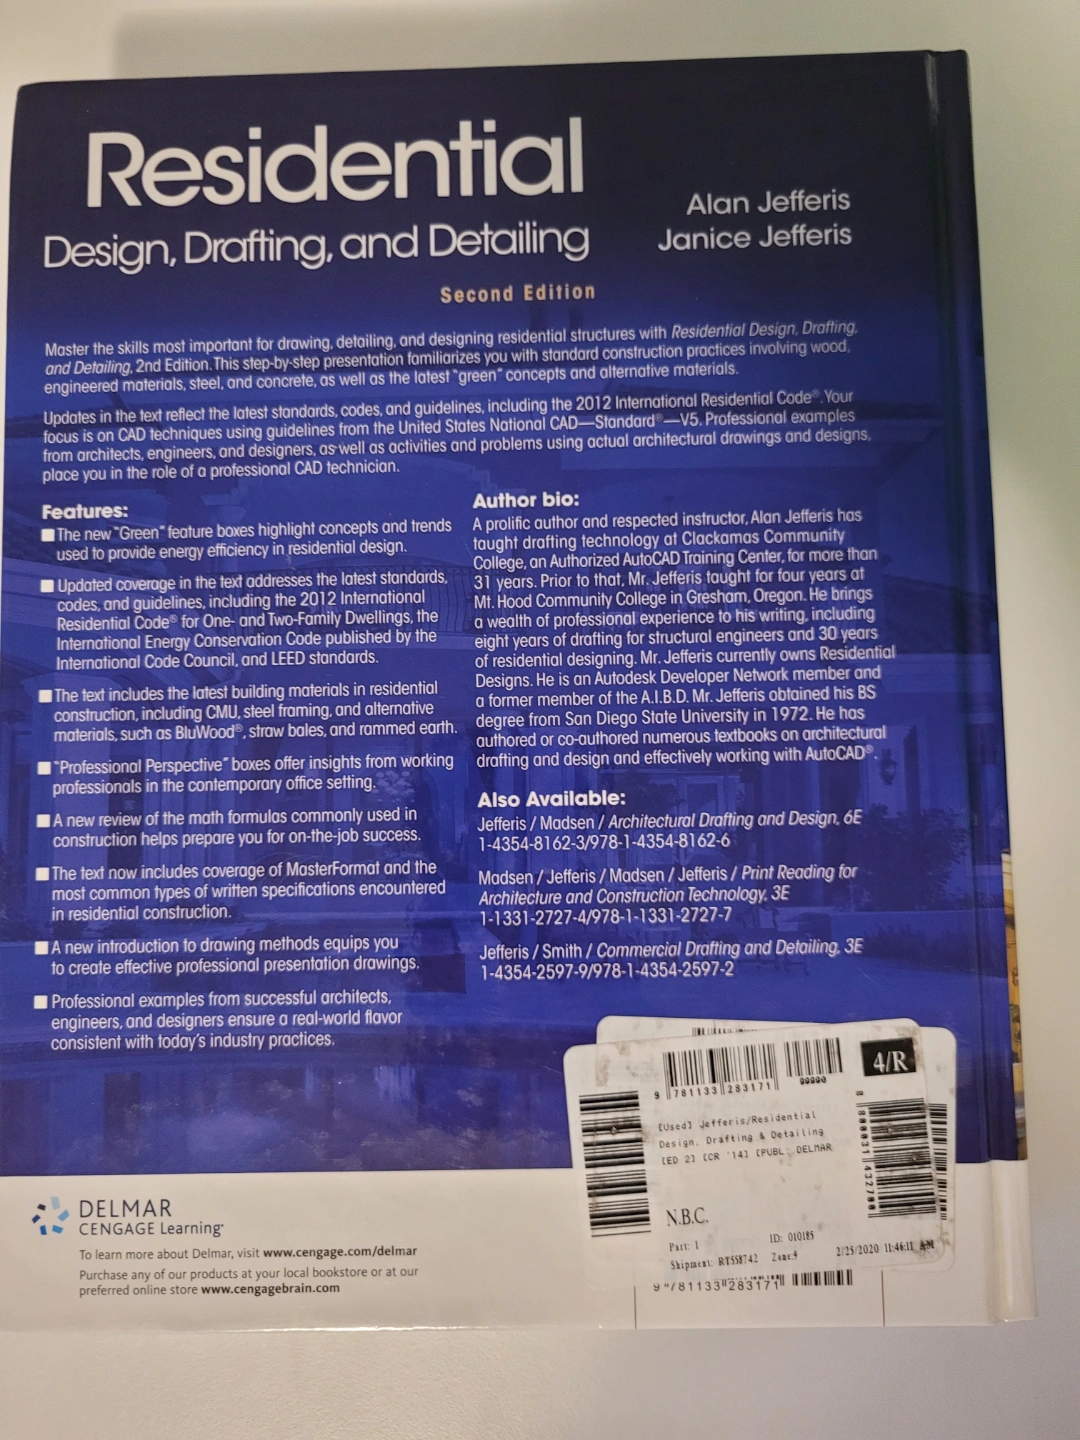 Residential
Design, Drafting, and Detailing
Alan Jefferis
Janice Jefferis
Second Edition
Master the skills most important for drawing, detailing, and designing residential structures with Residential Design, Drafting,
and Detailing, 2nd Edition. This step-by-step presentation familiarizes you with standard construction practices involving wood,
engineered materials, steel, and concrete, as well as the latest "green" concepts and alternative materials.
Updates in the text reflect the latest standards, codes, and guidelines, including the 2012 International Residential Code®. Your
focus is on CAD techniques using guidelines from the United States National CAD—Standard®—V5. Professional examples
from architects, engineers, and designers, as well as activities and problems using actual architectural drawings and designs,
place you in the role of a professional CAD technician.
Features:
The new "Green" feature boxes highlight concepts and trends
used to provide energy efficiency in residential design.
Updated coverage in the text addresses the latest standards,
codes, and guidelines, including the 2012 International
Residential Code® for One- and Two-Family Dwellings, the
International Energy Conservation Code published by the
International Code Council, and LEED standards.
The text includes the latest building materials in residential
construction, including CMU, steel framing, and alternative
materials, such as BluWood®, straw bales, and rammed earth.
"Professional Perspective" boxes offer insights from working
professionals in the contemporary office setting.
A new review of the math formulas commonly used in
construction helps prepare you for on-the-job success.
The text now includes coverage of MasterFormat and the
most common types of written specifications encountered
in residential construction.
A new introduction to drawing methods equips you
to create effective professional presentation drawings.
Professional examples from successful architects,
engineers, and designers ensure a real-world flavor
consistent with today's industry practices.
Author bio:
A prolific author and respected instructor, Alan Jefferis has
taught drafting technology at Clackamas Community
College, an Authorized AutoCAD Training Center, for more than
31 years. Prior to that, Mr. Jefferis taught for four years at
Mt. Hood Community College in Gresham, Oregon. He brings
a wealth of professional experience to his writing, including
eight years of drafting for structural engineers and 30 years
of residential designing. Mr. Jefferis currently owns Residential
Designs. He is an Autodesk Developer Network member and
a former member of the A.I.B.D. Mr. Jefferis obtained his BS
degree from San Diego State University in 1972. He has
authored or co-authored numerous textbooks on architectural
drafting and design and effectively working with AutoCAD®.
Also Available:
Jefferis / Madsen / Architectural Drafting and Design, 6E
1-4354-8162-3/978-1-4354-8162-6
Madsen / Jefferis / Madsen / Jefferis / Print Reading for
Architecture and Construction Technology, 3E
1-1331-2727-4/978-1-1331-2727-7
Jefferis / Smith / Commercial Drafting and Detailing, 3E
1-4354-2597-9/978-1-4354-2597-2
4/R
9 781133 283171
99990
[Used] Jefferis/Residential
Design, Drafting & Detailing
[ED 2] [CR '14] [PUBL: DELMAR
N.B.C.
Part: 1
ID: 010185
Shipment: RT558742 Zone:4
2/25/2020 11:46:11 AM
9 781133 283171
DELMAR
CENGAGE Learning
To learn more about Delmar, visit www.cengage.com/delmar
Purchase any of our products at your local bookstore or at our
preferred online store www.cengagebrain.com